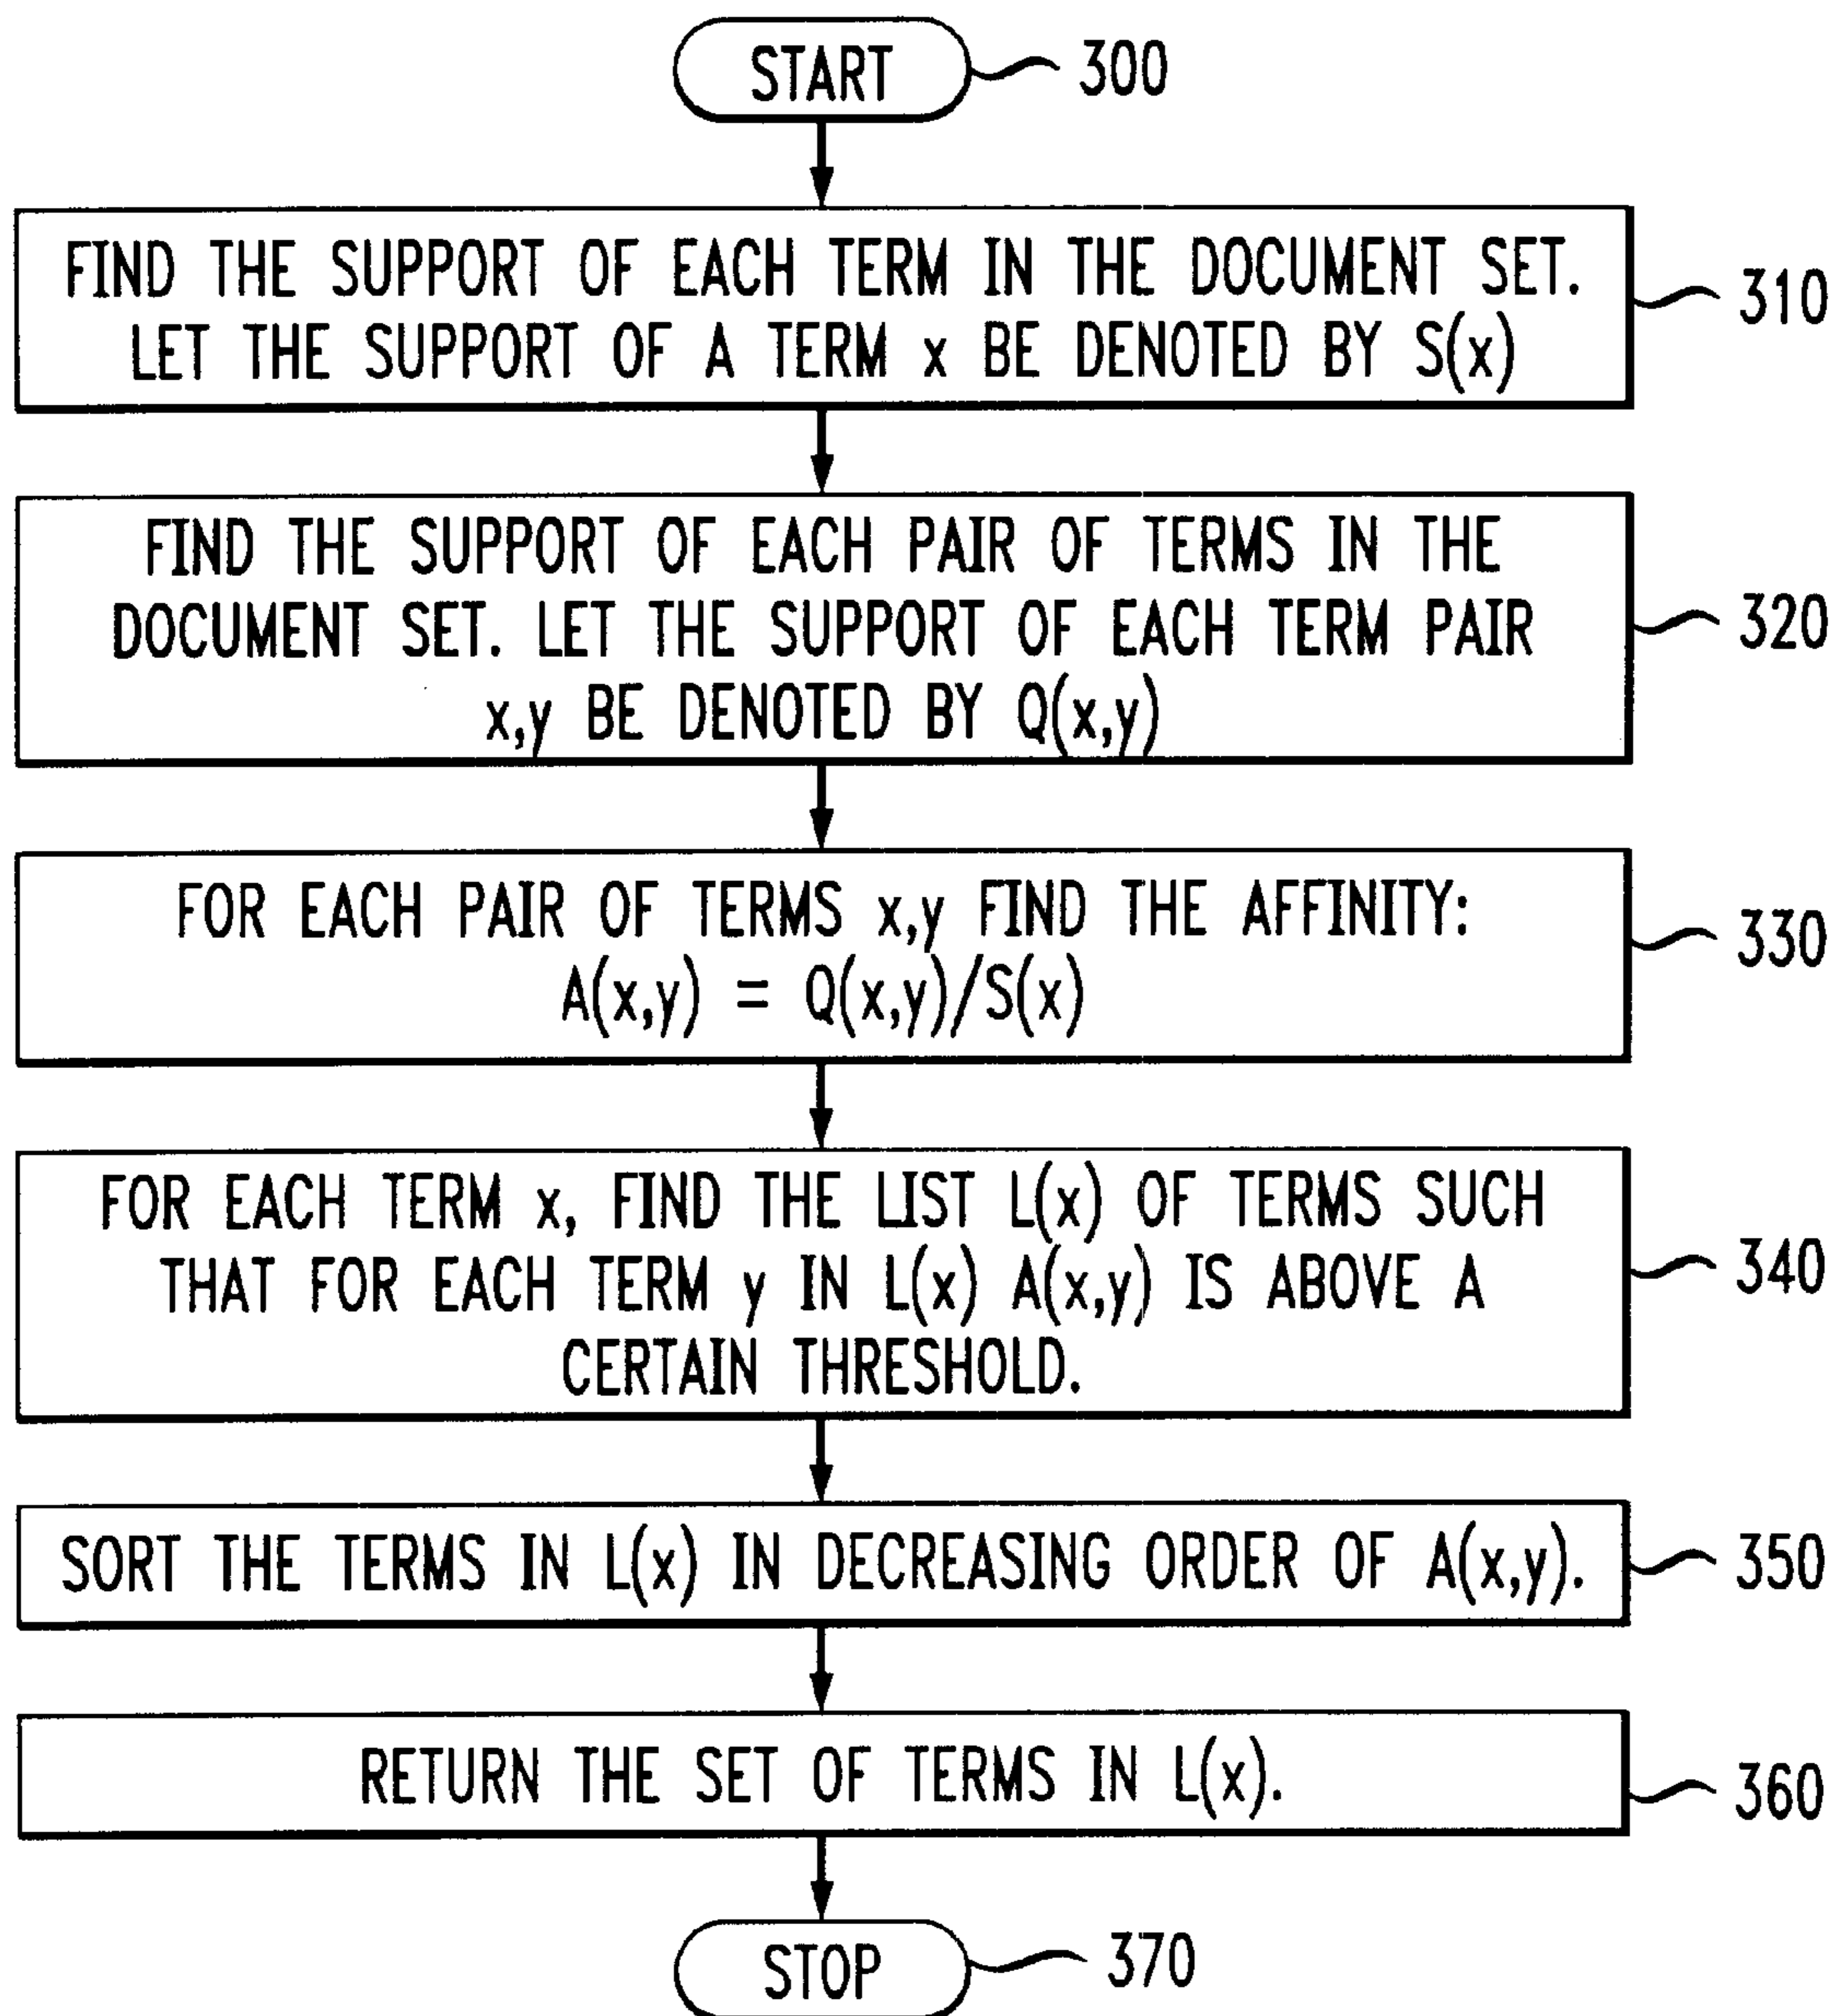 START 300
FIND THE SUPPORT OF EACH TERM IN THE DOCUMENT SET.
LET THE SUPPORT OF A TERM x BE DENOTED BY S(x)
310
FIND THE SUPPORT OF EACH PAIR OF TERMS IN THE
DOCUMENT SET. LET THE SUPPORT OF EACH TERM PAIR
x,y BE DENOTED BY Q(x,y)
320
FOR EACH PAIR OF TERMS x,y FIND THE AFFINITY:
A(x,y) = Q(x,y)/S(x)
330
FOR EACH TERM x, FIND THE LIST L(x) OF TERMS SUCH
THAT FOR EACH TERM y IN L(x) A(x,y) IS ABOVE A
CERTAIN THRESHOLD.
340
SORT THE TERMS IN L(x) IN DECREASING ORDER OF A(x,y).
350
RETURN THE SET OF TERMS IN L(x).
360
STOP 370